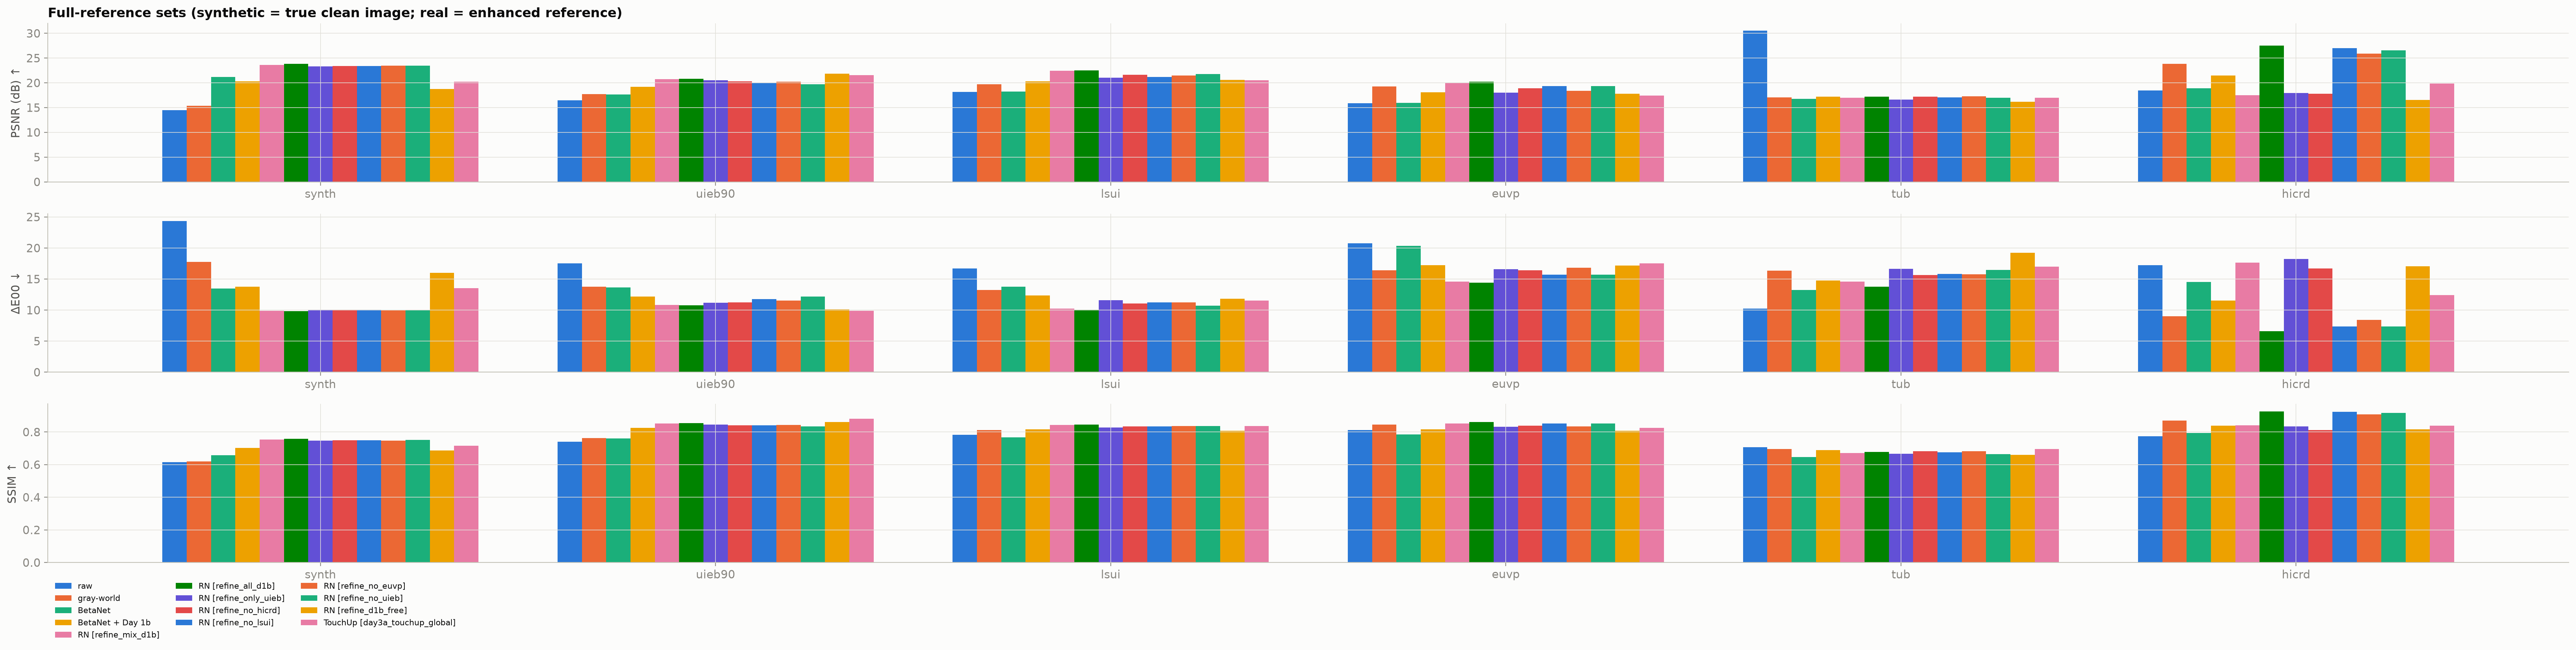 Full-reference sets (synthetic = true clean image; real = enhanced reference)
PSNR (dB) ↑
30
25
20
15
10
5
0
synth uieb90 lsui euvp tub hicrd
ΔE00 ↓
25
20
15
10
5
0
synth uieb90 lsui euvp tub hicrd
SSIM ↑
0.8
0.6
0.4
0.2
0.0
synth uieb90 lsui euvp tub hicrd
raw
gray-world
BetaNet
BetaNet + Day 1b
RN [refine_mix_d1b]
RN [refine_all_d1b]
RN [refine_only_uieb]
RN [refine_no_hicrd]
RN [refine_no_lsui]
RN [refine_no_euvp]
RN [refine_no_uieb]
RN [refine_d1b_free]
TouchUp [day3a_touchup_global]